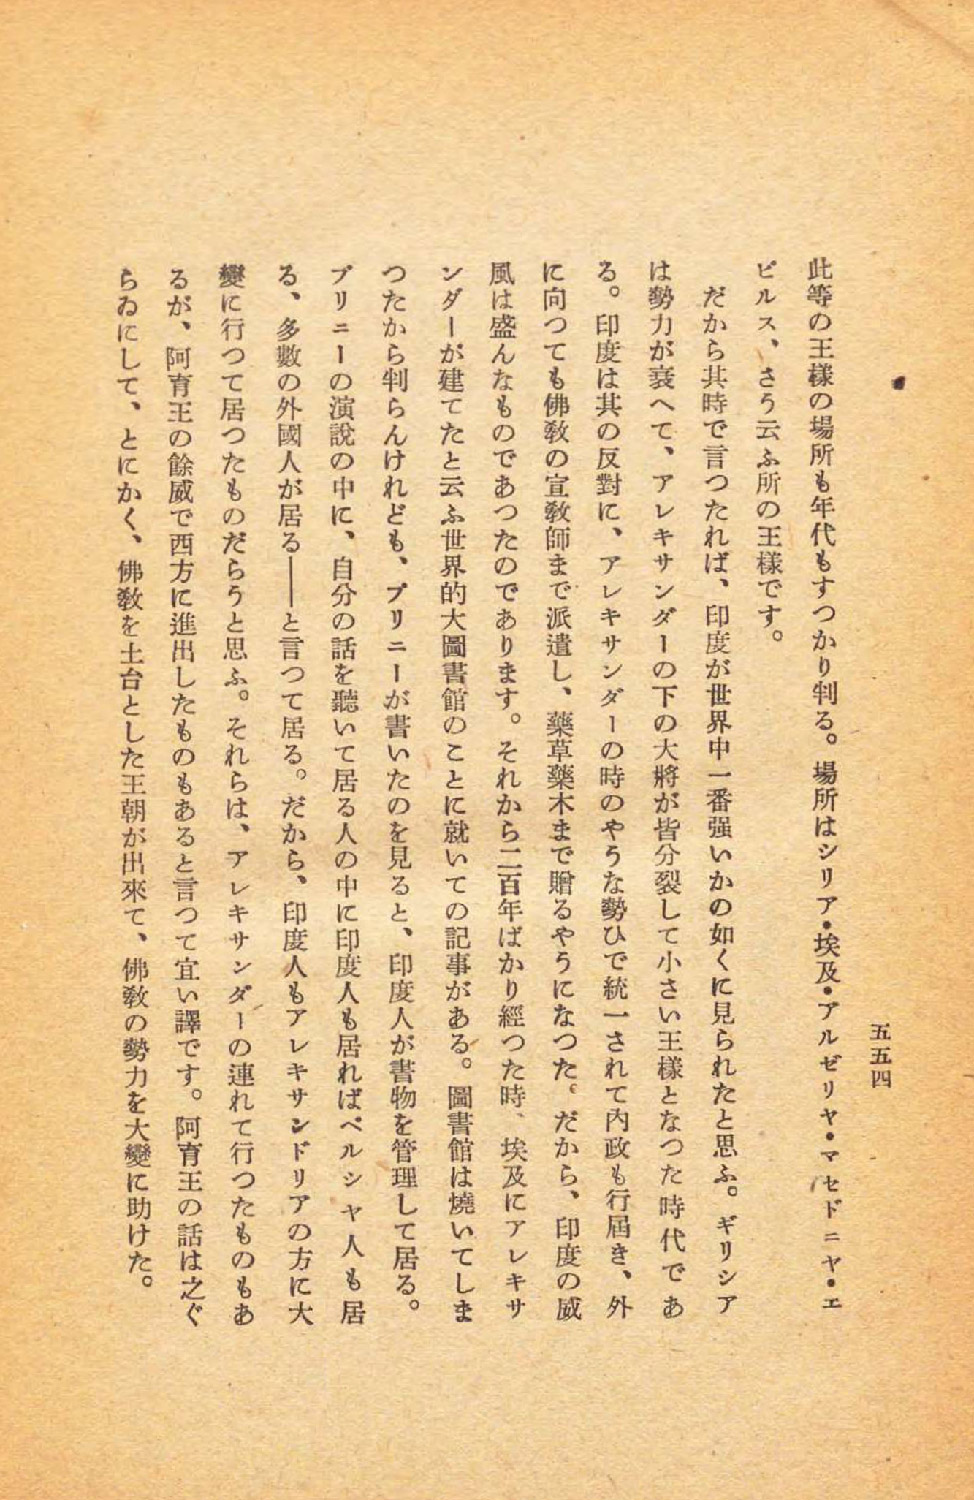 五五四
此等の王樣の場所も年代もすつかり判る。場所はシリア・埃及・アルゼリヤ・マセドニヤ・エ
ピルス、さう云ふ所の王樣です。
だから其時で言つたれば、印度が世界中一番强いかの如くに見られたと思ふ。ギリシア
は勢力が衰へて、アレキサンダーの下の大將が皆分裂して小さい王樣となつた時代であ
る。印度は其の反對に、アレキサンダーの時のやうな勢ひで統一されて内政も行屆き、外
に向つても佛敎の宣敎師まで派遣し、藥草藥木まで贈るやうになつた。だから、印度の威
風は盛んなものであつたのであります。それから二百年ばかり經つた時、埃及にアレキサ
ンダーが建てたと云ふ世界的大圖書館のことに就いての記事がある。圖書館は燒いてしま
つたから判らんけれども、プリニーが書いたのを見ると、印度人が書物を管理して居る。
プリニーの演說の中に、自分の話を聽いて居る人の中に印度人も居ればペルシヤ人も居
る、多數の外國人が居る――と言つて居る。だから、印度人もアレキサンドリアの方に大
變に行つて居つたものだらうと思ふ。それらは、アレキサンダーの連れて行つたものもあ
るが、阿育王の餘威で西方に進出したものもあると言つて宜い譯です。阿育王の話は之ぐ
らゐにして、とにかく、佛敎を土台とした王朝が出來て、佛敎の勢力を大變に助けた。